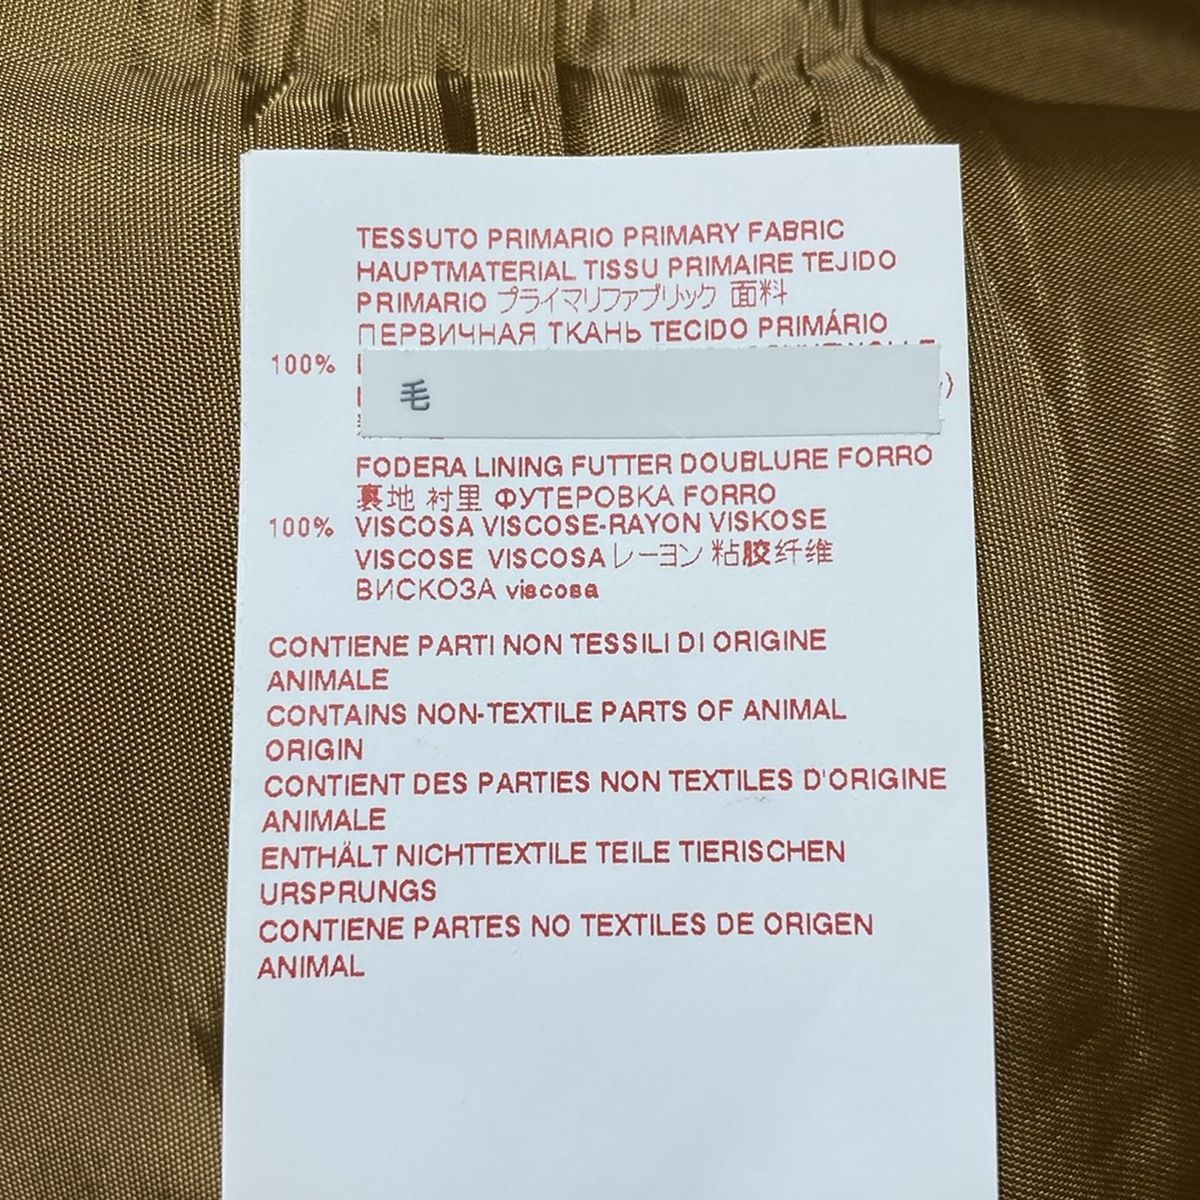 TESSUTO PRIMARIO PRIMARY FABRIC
HAUPTMATERIAL TISSU PRIMAIRE TEJIDO
PRIMARIO プライマリファブリック 面料
ПЕРВИЧНАЯ ТКАНЬ TECIDO PRIMÁRIO
100%
毛
FODERA LINING FUTTER DOUBLURE FORRO
裏地 衬里 ФУТЕРОВКА FORRO
100% VISCOSA VISCOSE-RAYON VISKOSE
VISCOSE VISCOSA レーヨン 粘胶纤维
ВИСКОЗА viscosa
CONTIENE PARTI NON TESSILI DI ORIGINE
ANIMALE
CONTAINS NON-TEXTILE PARTS OF ANIMAL
ORIGIN
CONTIENT DES PARTIES NON TEXTILES D'ORIGINE
ANIMALE
ENTHÄLT NICHTTEXTILE TEILE TIERISCHEN
URSPRUNGS
CONTIENE PARTES NO TEXTILES DE ORIGEN
ANIMAL